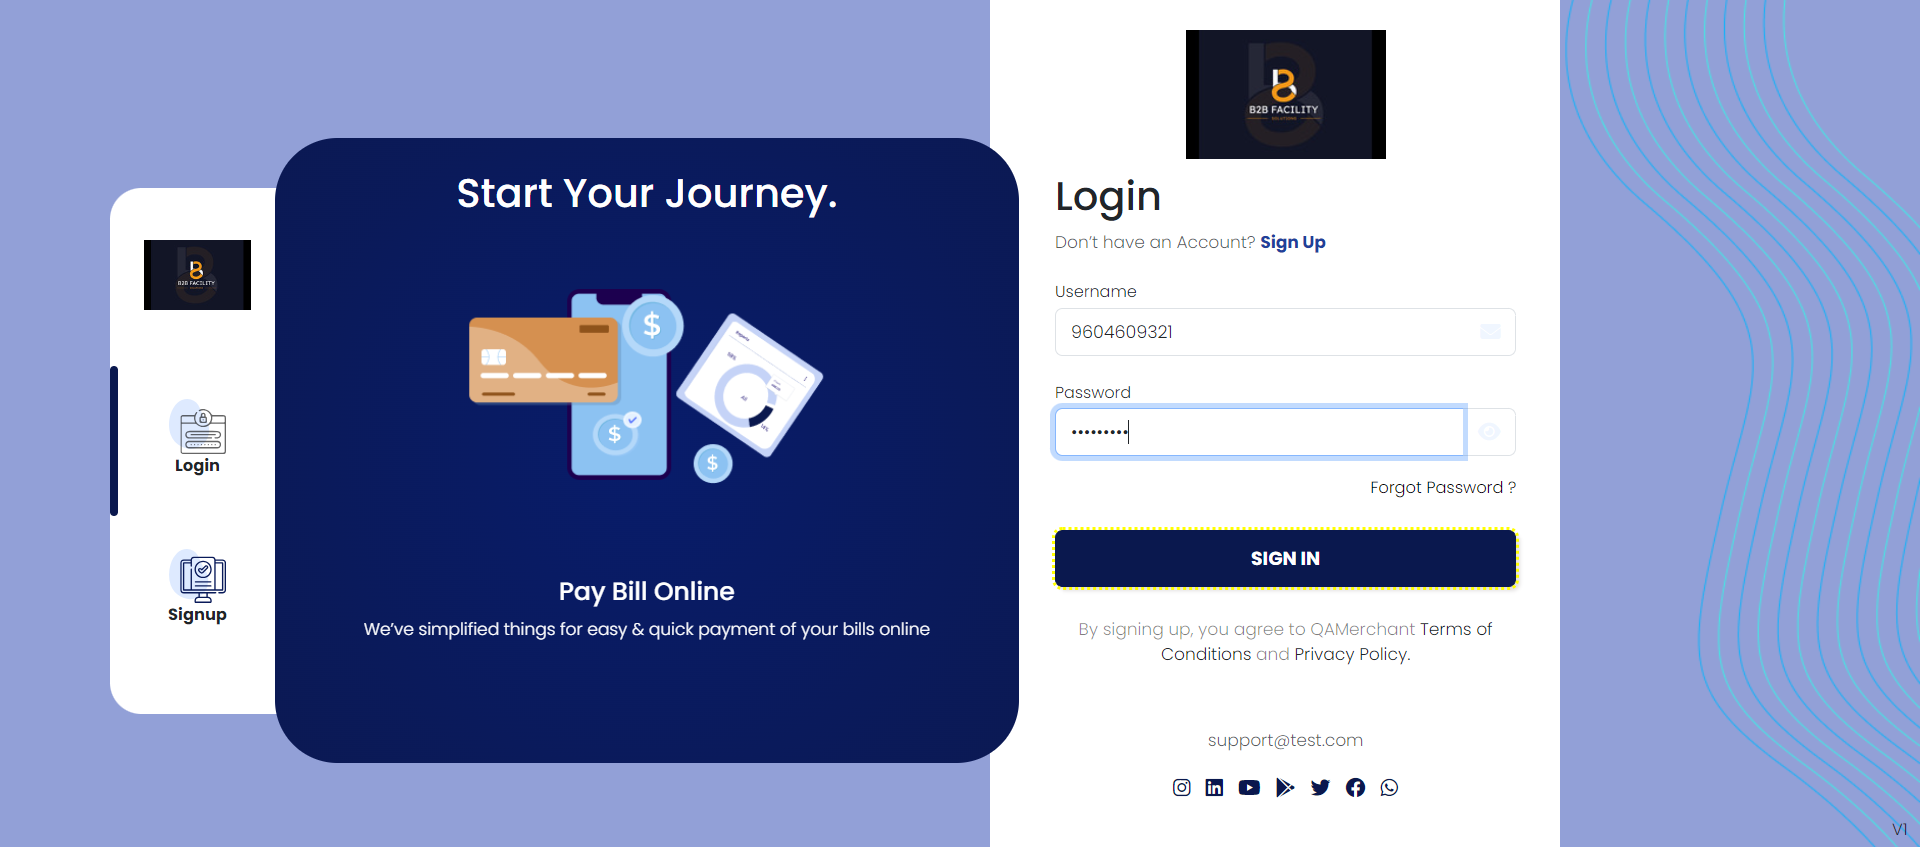 B2B FACILITY
Login
Signup
Start Your Journey.
$
$
$
Pay Bill Online
We've simplified things for easy & quick payment of your bills online
B2B FACILITY
SOLUTIONS
Login
Don't have an Account? Sign Up
Username
9604609321
Password
•••••••••
Forgot Password ?
SIGN IN
By signing up, you agree to QAMerchant Terms of
Conditions and Privacy Policy.
support@test.com
V1